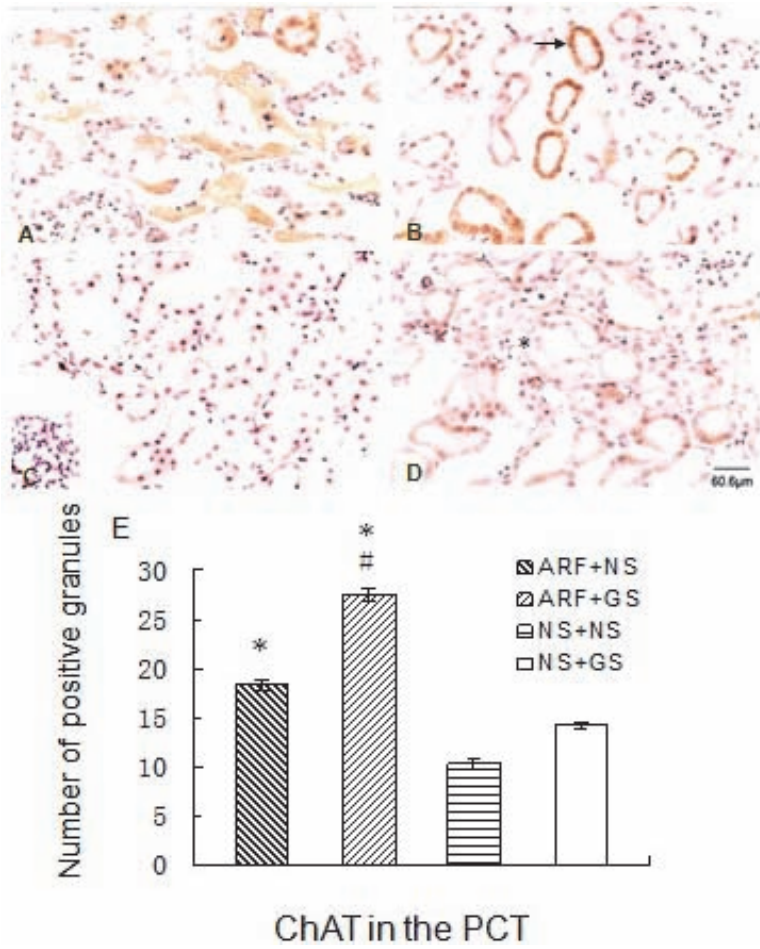 A
B
C
D
*
60.6µm
E
Number of positive granules
30
25
20
15
10
5
0
*
*
#
ARF+NS
ARF+GS
NS+NS
NS+GS
ChAT in the PCT